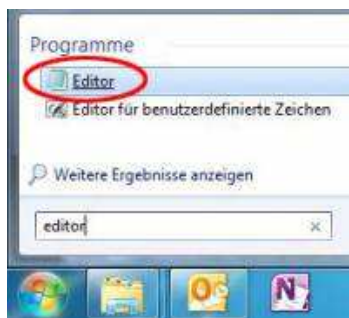 Programme
Editor
Editor für benutzerdefinierte Zeichen
Weitere Ergebnisse anzeigen
editor